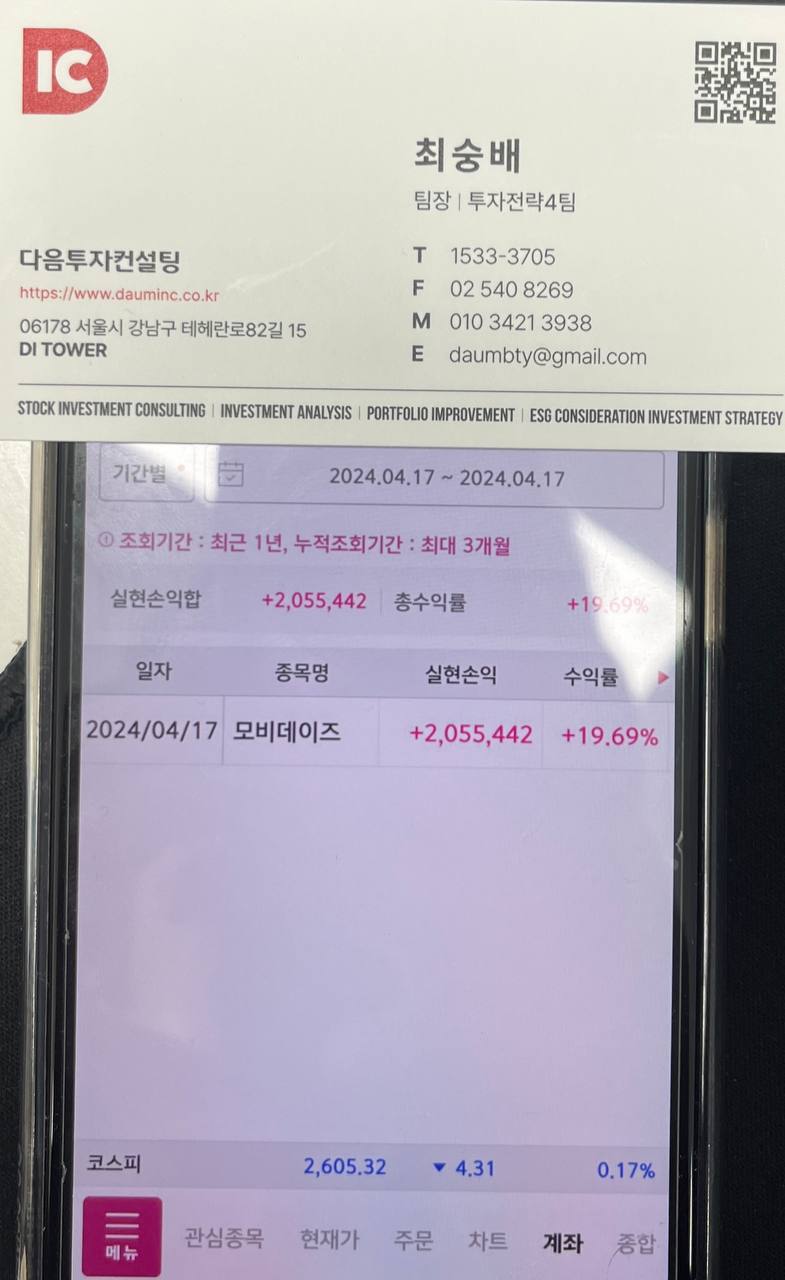 IC
최숭배
팀장 | 투자전략4팀
다음투자컨설팅
https://www.dauminc.co.kr
06178 서울시 강남구 테헤란로82길 15
DI TOWER
T 1533-3705
F 02 540 8269
M 010 3421 3938
E daumbty@gmail.com
STOCK INVESTMENT CONSULTING | INVESTMENT ANALYSIS | PORTFOLIO IMPROVEMENT | ESG CONSIDERATION INVESTMENT STRATEGY
기간별 2024.04.17 ~ 2024.04.17
조회기간 : 최근 1년, 누적조회기간 : 최대 3개월
실현손익합 +2,055,442 총수익률 +19.69%
일자 종목명 실현손익 수익률
2024/04/17 모비데이즈 +2,055,442 +19.69%
코스피 2,605.32 ▼ 4.31 0.17%
메뉴 관심종목 현재가 주문 차트 계좌 종합